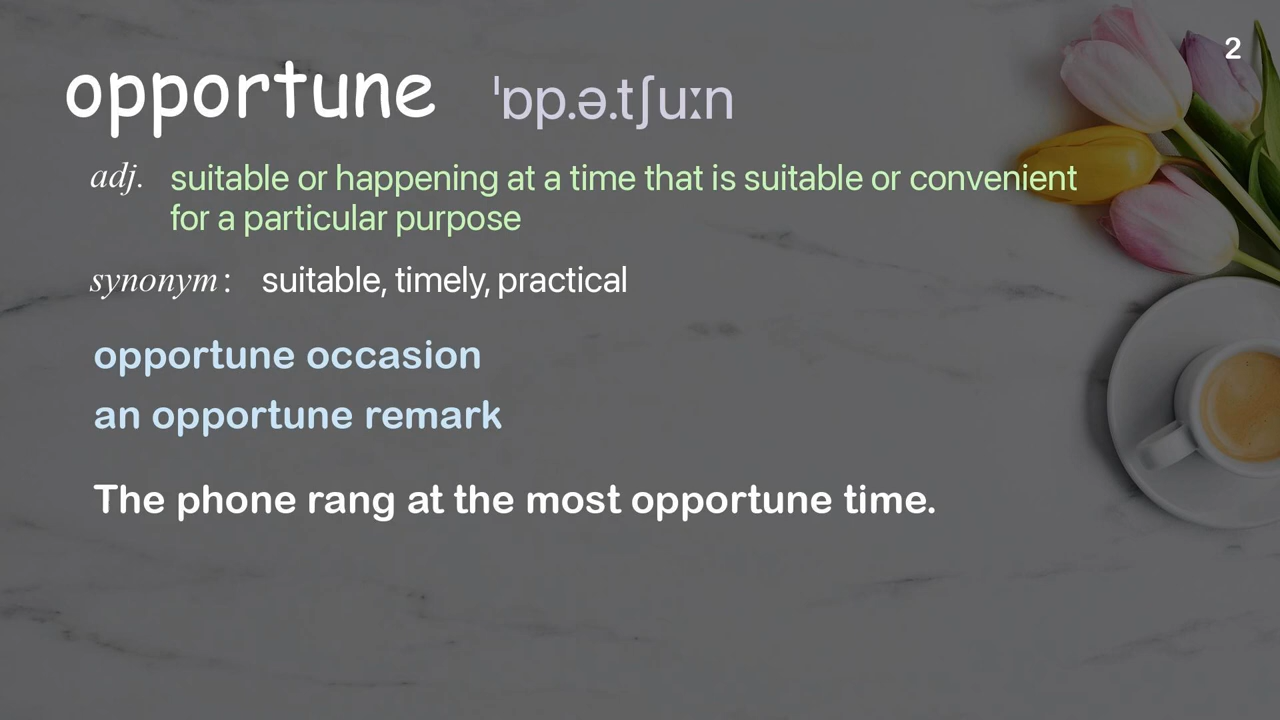 2
opportune ˈɒp.ə.tʃuːn
adj. suitable or happening at a time that is suitable or convenient
for a particular purpose
synonym : suitable, timely, practical
opportune occasion
an opportune remark
The phone rang at the most opportune time.